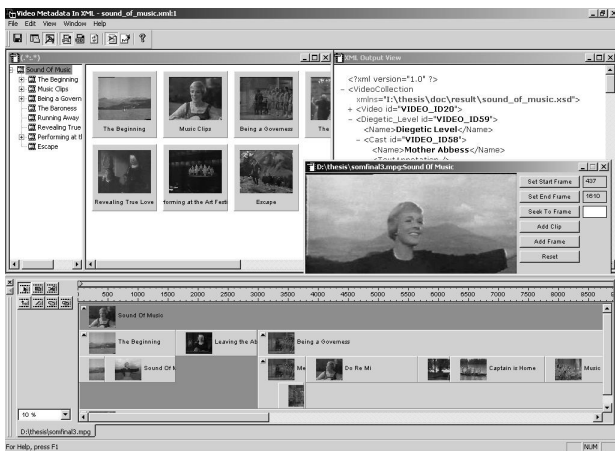 Video Metadata In XML - sound_of_music.xml:1
File Edit View Window Help
(.*.*)
Sound Of Music
The Beginning
Music Clips
Being a Govern
The Baroness
Running Away
Revealing True
Performing at th
Escape
The Beginning
Music Clips
Being a Governess
The
Revealing True Love
forming at the Art Festi
Escape
XML Output View
<?xml version="1.0" ?>
- <VideoCollection
xmlns="I:\thesis\doc\result\sound_of_music.xsd">
+ <Video id="VIDEO_ID20">
- <Diegetic_Level id="VIDEO_ID59">
<Name>Diegetic Level</Name>
- <Cast id="VIDEO_ID58">
<Name>Mother Abbess</Name>
<TextAnnotation />
D:\thesis\somfinal3.mpg:Sound Of Music
Set Start Frame 437
Set End Frame 1610
Seek To Frame
Add Clip
Add Frame
Reset
500 1000 1500 2000 2500 3000 3500 4000 4500 5000 5500 6000 6500 7000 7500 8000 8500
Sound Of Music
The Beginning
Leaving the Ab
Being a Governess
Sound Of M
Me
Do Re Mi
Captain is Home
Music
10 %
D:\thesis\somfinal3.mpg
For Help, press F1
NUM